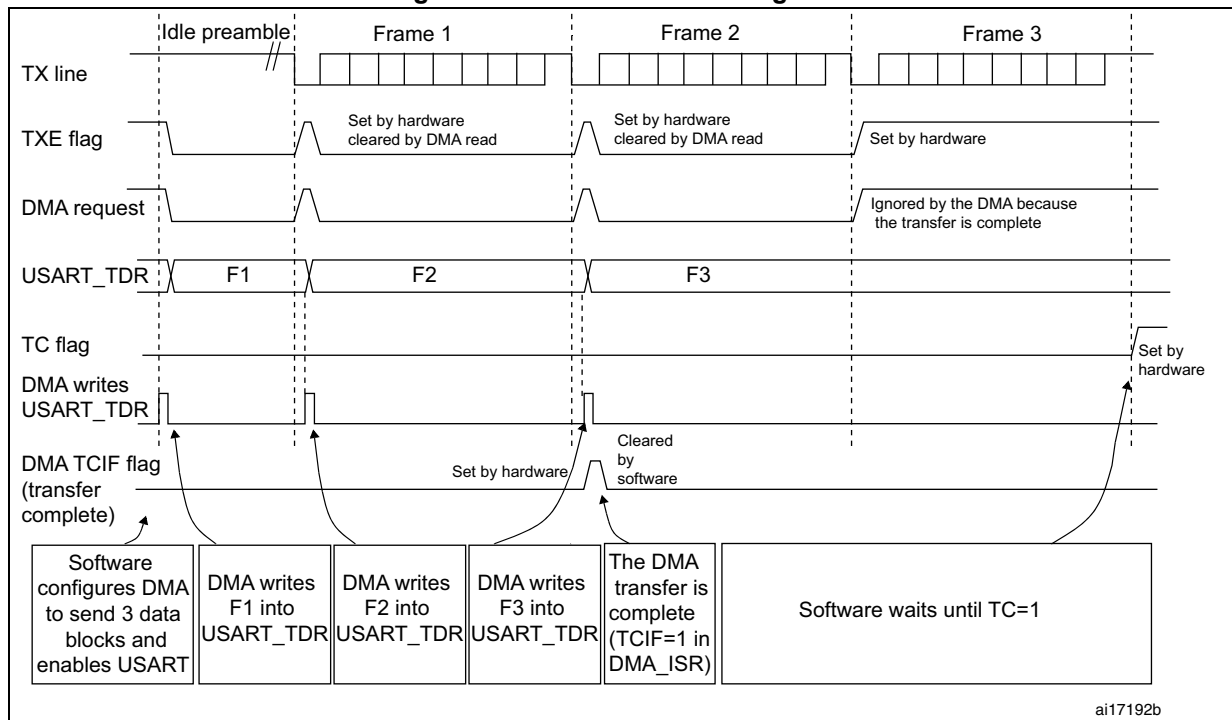 Idle preamble
Frame 1
Frame 2
Frame 3
TX line
TXE flag
Set by hardware
cleared by DMA read
Set by hardware
cleared by DMA read
Set by hardware
DMA request
Ignored by the DMA because
the transfer is complete
USART_TDR
F1
F2
F3
TC flag
Set by
hardware
DMA writes
USART_TDR
DMA TCIF flag
(transfer
complete)
Set by hardware
Cleared
by
software
Software
configures DMA
to send 3 data
blocks and
enables USART
DMA writes
F1 into
USART_TDR
DMA writes
F2 into
USART_TDR
DMA writes
F3 into
USART_TDR
The DMA
transfer is
complete
(TCIF=1 in
DMA_ISR)
Software waits until TC=1
ai17192b